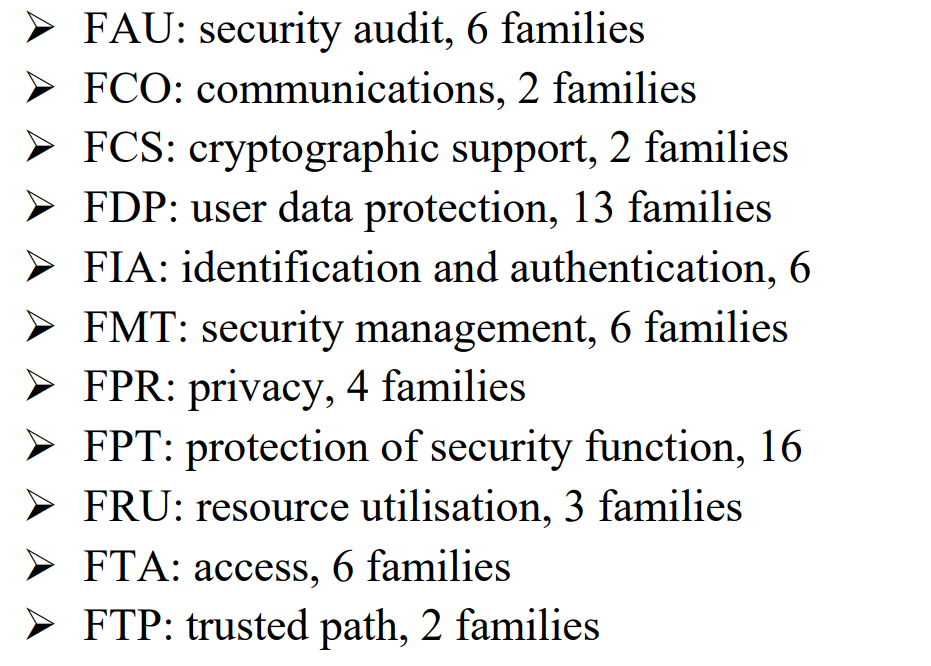 ➢ FAU: security audit, 6 families
➢ FCO: communications, 2 families
➢ FCS: cryptographic support, 2 families
➢ FDP: user data protection, 13 families
➢ FIA: identification and authentication, 6
➢ FMT: security management, 6 families
➢ FPR: privacy, 4 families
➢ FPT: protection of security function, 16
➢ FRU: resource utilisation, 3 families
➢ FTA: access, 6 families
➢ FTP: trusted path, 2 families